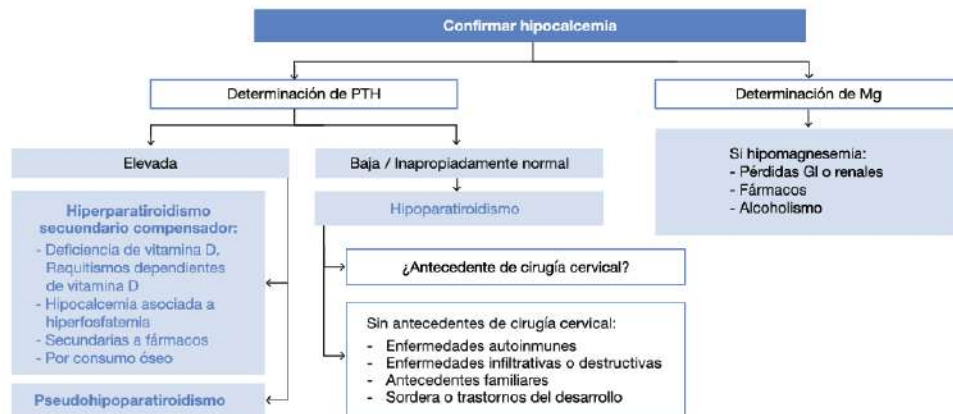 Confirmar hipocalcemia
Determinación de PTH
Determinación de Mg
Elevada
Baja / Inapropiadamente normal
Si hipomagnesemia:
- Pérdidas GI o renales
- Fármacos
- Alcoholismo
Hiperparatiroidismo
secuendario compensador:
- Deficiencia de vitamina D.
Raquitismos dependientes
de vitamina D
- Hipocalcemia asociada a
hiperfosfatemia
- Secundarias a fármacos
- Por consumo óseo
Pseudohipoparatiroidismo
Hipoparatiroidismo
¿Antecedente de cirugía cervical?
Sin antecedentes de cirugía cervical:
- Enfermedades autoinmunes
- Enfermedades infiltrativas o destructivas
- Antecedentes familiares
- Sordera o trastornos del desarrollo